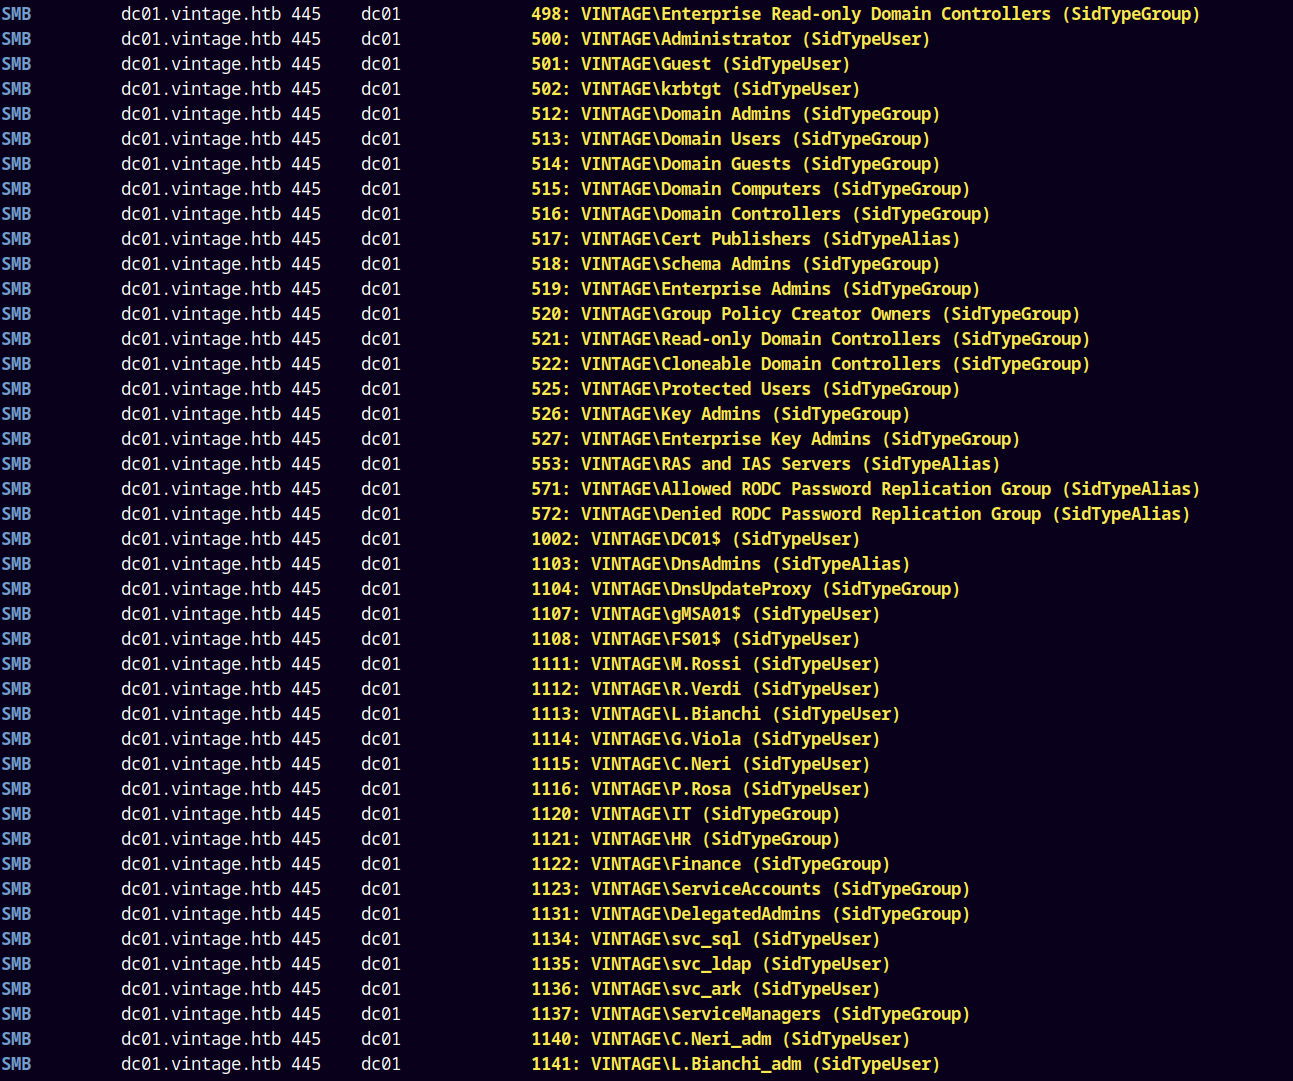 SMB dc01.vintage.htb 445 dc01 498: VINTAGE\Enterprise Read-only Domain Controllers (SidTypeGroup)
SMB dc01.vintage.htb 445 dc01 500: VINTAGE\Administrator (SidTypeUser)
SMB dc01.vintage.htb 445 dc01 501: VINTAGE\Guest (SidTypeUser)
SMB dc01.vintage.htb 445 dc01 502: VINTAGE\krbtgt (SidTypeUser)
SMB dc01.vintage.htb 445 dc01 512: VINTAGE\Domain Admins (SidTypeGroup)
SMB dc01.vintage.htb 445 dc01 513: VINTAGE\Domain Users (SidTypeGroup)
SMB dc01.vintage.htb 445 dc01 514: VINTAGE\Domain Guests (SidTypeGroup)
SMB dc01.vintage.htb 445 dc01 515: VINTAGE\Domain Computers (SidTypeGroup)
SMB dc01.vintage.htb 445 dc01 516: VINTAGE\Domain Controllers (SidTypeGroup)
SMB dc01.vintage.htb 445 dc01 517: VINTAGE\Cert Publishers (SidTypeAlias)
SMB dc01.vintage.htb 445 dc01 518: VINTAGE\Schema Admins (SidTypeGroup)
SMB dc01.vintage.htb 445 dc01 519: VINTAGE\Enterprise Admins (SidTypeGroup)
SMB dc01.vintage.htb 445 dc01 520: VINTAGE\Group Policy Creator Owners (SidTypeGroup)
SMB dc01.vintage.htb 445 dc01 521: VINTAGE\Read-only Domain Controllers (SidTypeGroup)
SMB dc01.vintage.htb 445 dc01 522: VINTAGE\Cloneable Domain Controllers (SidTypeGroup)
SMB dc01.vintage.htb 445 dc01 525: VINTAGE\Protected Users (SidTypeGroup)
SMB dc01.vintage.htb 445 dc01 526: VINTAGE\Key Admins (SidTypeGroup)
SMB dc01.vintage.htb 445 dc01 527: VINTAGE\Enterprise Key Admins (SidTypeGroup)
SMB dc01.vintage.htb 445 dc01 553: VINTAGE\RAS and IAS Servers (SidTypeAlias)
SMB dc01.vintage.htb 445 dc01 571: VINTAGE\Allowed RODC Password Replication Group (SidTypeAlias)
SMB dc01.vintage.htb 445 dc01 572: VINTAGE\Denied RODC Password Replication Group (SidTypeAlias)
SMB dc01.vintage.htb 445 dc01 1002: VINTAGE\DC01$ (SidTypeUser)
SMB dc01.vintage.htb 445 dc01 1103: VINTAGE\DnsAdmins (SidTypeAlias)
SMB dc01.vintage.htb 445 dc01 1104: VINTAGE\DnsUpdateProxy (SidTypeGroup)
SMB dc01.vintage.htb 445 dc01 1107: VINTAGE\gMSA01$ (SidTypeUser)
SMB dc01.vintage.htb 445 dc01 1108: VINTAGE\FS01$ (SidTypeUser)
SMB dc01.vintage.htb 445 dc01 1111: VINTAGE\M.Rossi (SidTypeUser)
SMB dc01.vintage.htb 445 dc01 1112: VINTAGE\R.Verdi (SidTypeUser)
SMB dc01.vintage.htb 445 dc01 1113: VINTAGE\L.Bianchi (SidTypeUser)
SMB dc01.vintage.htb 445 dc01 1114: VINTAGE\G.Viola (SidTypeUser)
SMB dc01.vintage.htb 445 dc01 1115: VINTAGE\C.Neri (SidTypeUser)
SMB dc01.vintage.htb 445 dc01 1116: VINTAGE\P.Rosa (SidTypeUser)
SMB dc01.vintage.htb 445 dc01 1120: VINTAGE\IT (SidTypeGroup)
SMB dc01.vintage.htb 445 dc01 1121: VINTAGE\HR (SidTypeGroup)
SMB dc01.vintage.htb 445 dc01 1122: VINTAGE\Finance (SidTypeGroup)
SMB dc01.vintage.htb 445 dc01 1123: VINTAGE\ServiceAccounts (SidTypeGroup)
SMB dc01.vintage.htb 445 dc01 1131: VINTAGE\DelegatedAdmins (SidTypeGroup)
SMB dc01.vintage.htb 445 dc01 1134: VINTAGE\svc_sql (SidTypeUser)
SMB dc01.vintage.htb 445 dc01 1135: VINTAGE\svc_ldap (SidTypeUser)
SMB dc01.vintage.htb 445 dc01 1136: VINTAGE\svc_ark (SidTypeUser)
SMB dc01.vintage.htb 445 dc01 1137: VINTAGE\ServiceManagers (SidTypeGroup)
SMB dc01.vintage.htb 445 dc01 1140: VINTAGE\C.Neri_adm (SidTypeUser)
SMB dc01.vintage.htb 445 dc01 1141: VINTAGE\L.Bianchi_adm (SidTypeUser)